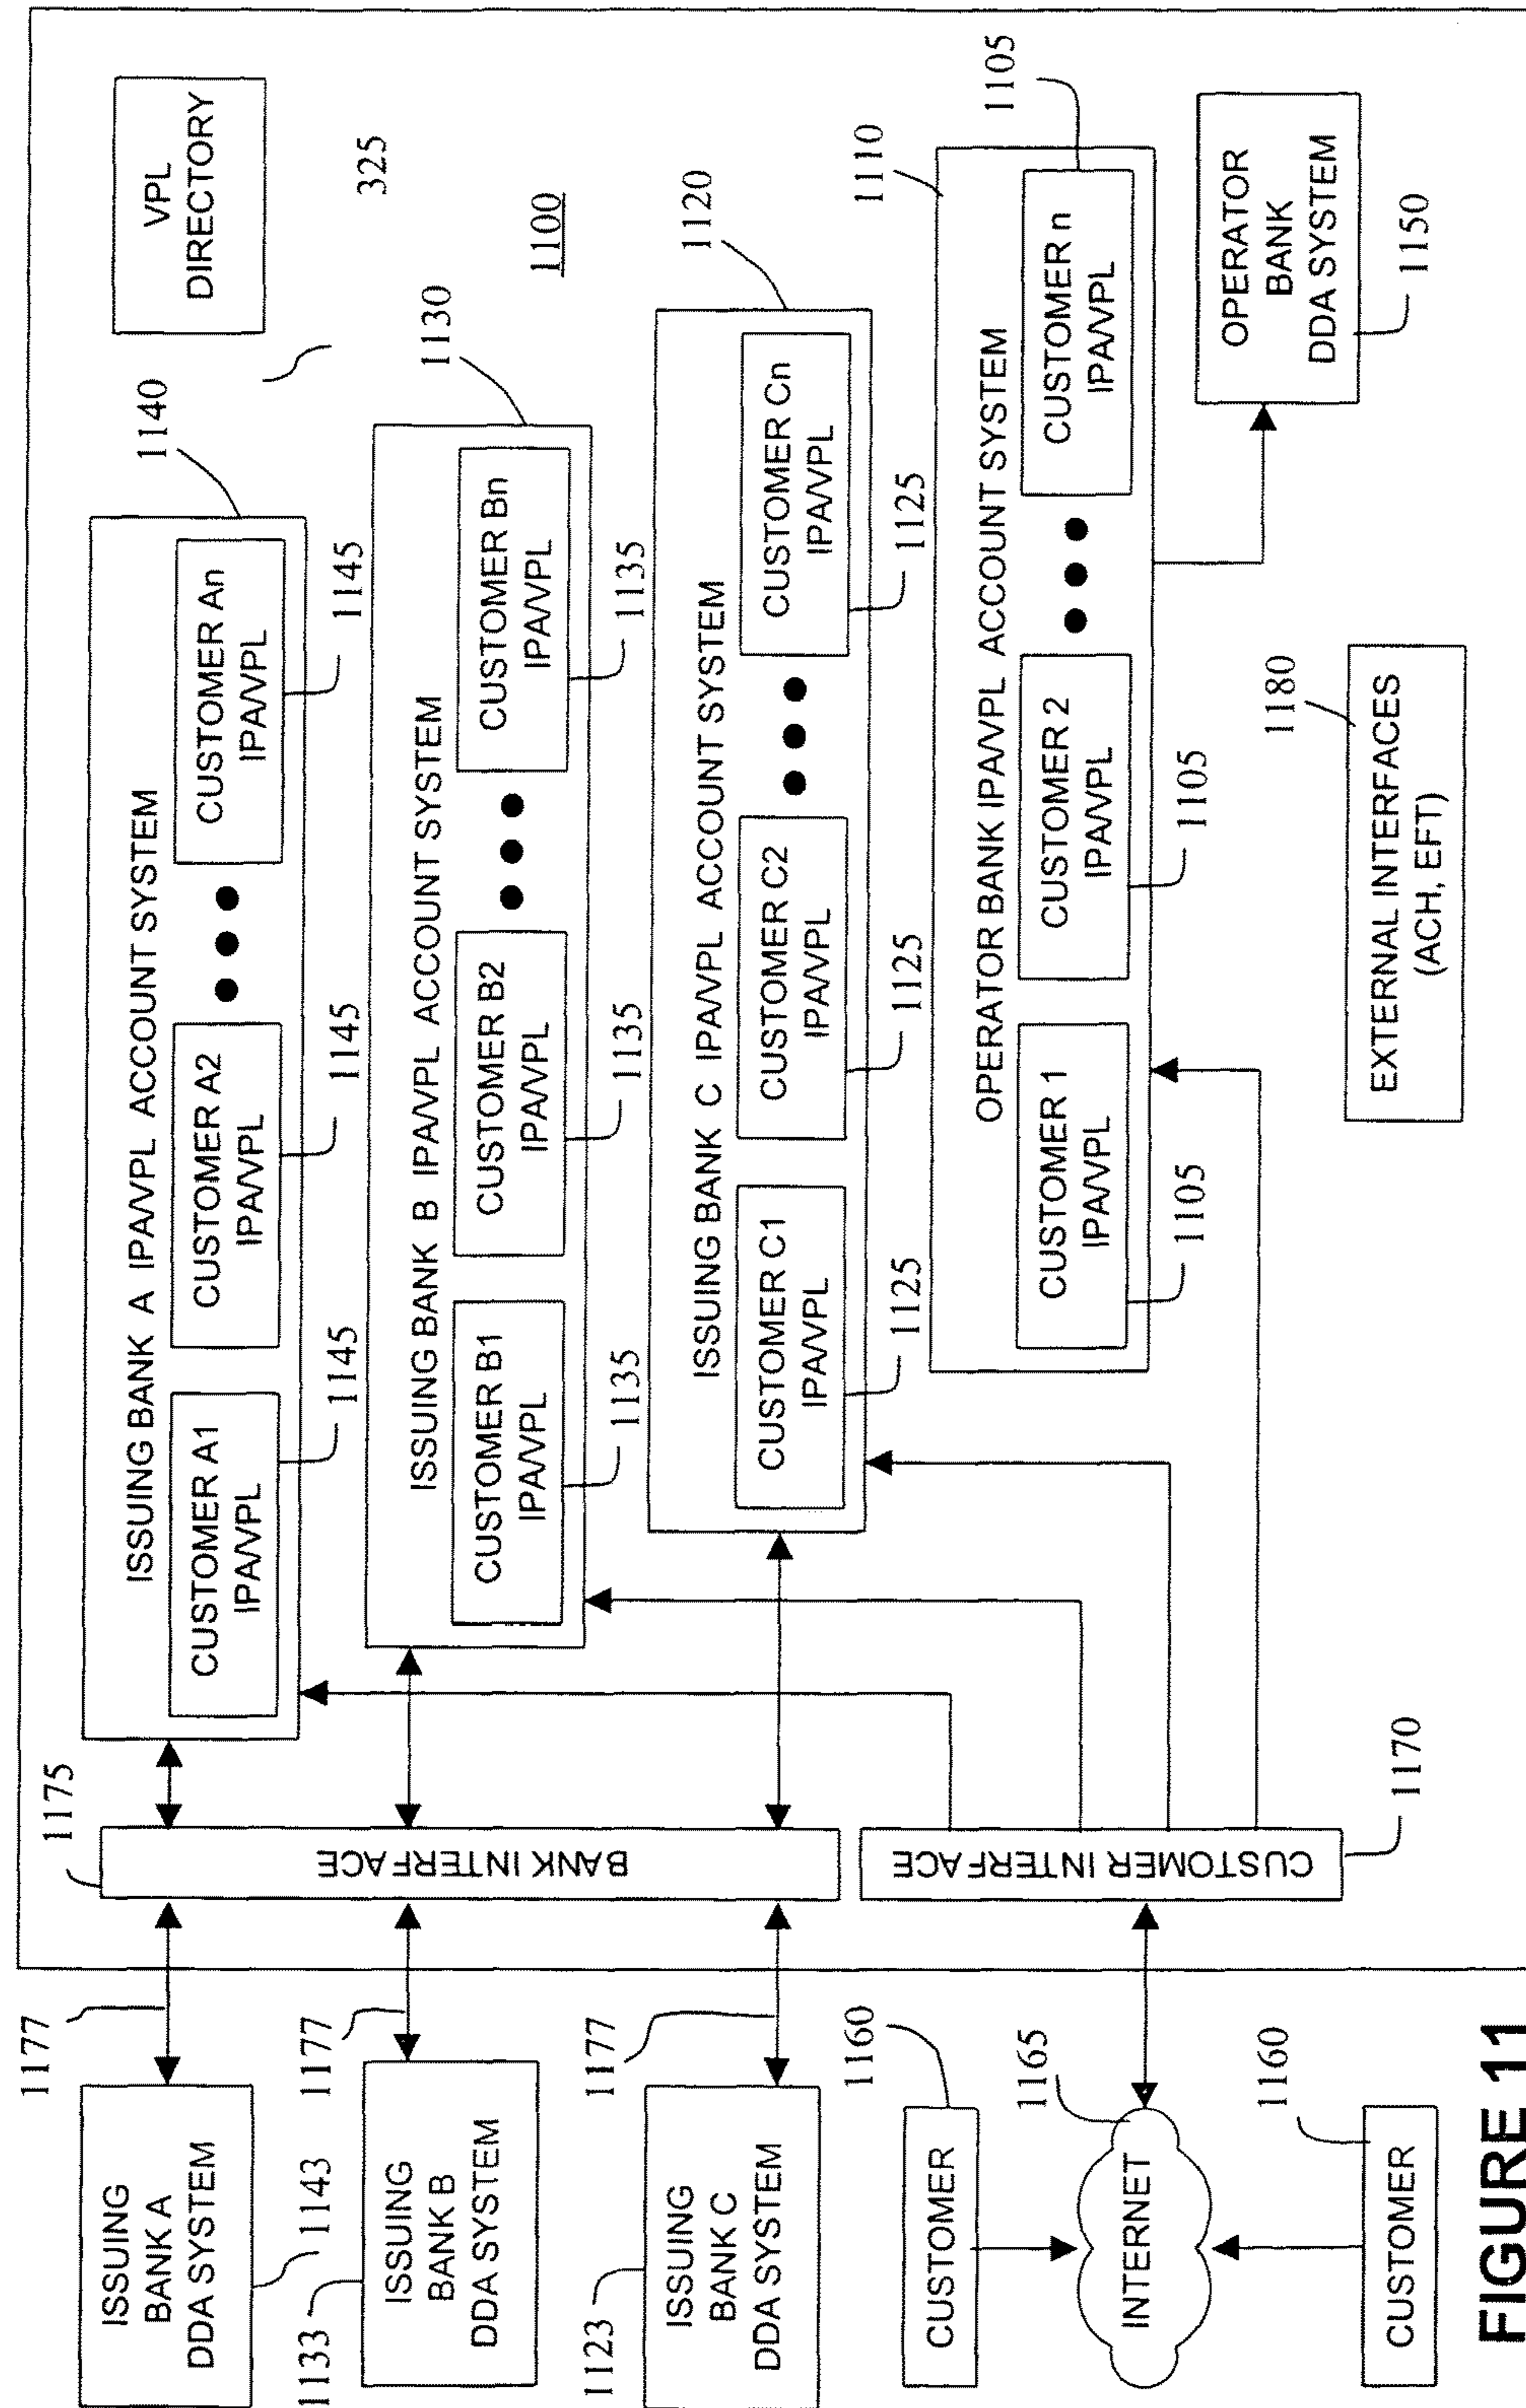 1177
ISSUING
BANK A
DDA SYSTEM
1143
1177
ISSUING
BANK B
DDA SYSTEM
1133
1177
ISSUING
BANK C
DDA SYSTEM
1123
CUSTOMER
1160
INTERNET
1165
CUSTOMER
1160
1175
BANK INTERFACE
CUSTOMER INTERFACE
1170
ISSUING BANK A IPA/VPL ACCOUNT SYSTEM
1140
CUSTOMER A1
IPA/VPL
1145
CUSTOMER A2
IPA/VPL
1145
CUSTOMER An
IPA/VPL
1145
VPL
DIRECTORY
325
1100
ISSUING BANK B IPA/VPL ACCOUNT SYSTEM
1130
CUSTOMER B1
IPA/VPL
1135
CUSTOMER B2
IPA/VPL
1135
CUSTOMER Bn
IPA/VPL
1135
ISSUING BANK C IPA/VPL ACCOUNT SYSTEM
1120
CUSTOMER C1
IPA/VPL
1125
CUSTOMER C2
IPA/VPL
1125
CUSTOMER Cn
IPA/VPL
1125
OPERATOR BANK IPA/VPL ACCOUNT SYSTEM
1110
CUSTOMER 1
IPA/VPL
1105
CUSTOMER 2
IPA/VPL
1105
CUSTOMER n
IPA/VPL
1105
OPERATOR
BANK
DDA SYSTEM
1150
EXTERNAL INTERFACES
(ACH, EFT)
1180
FIGURE 11